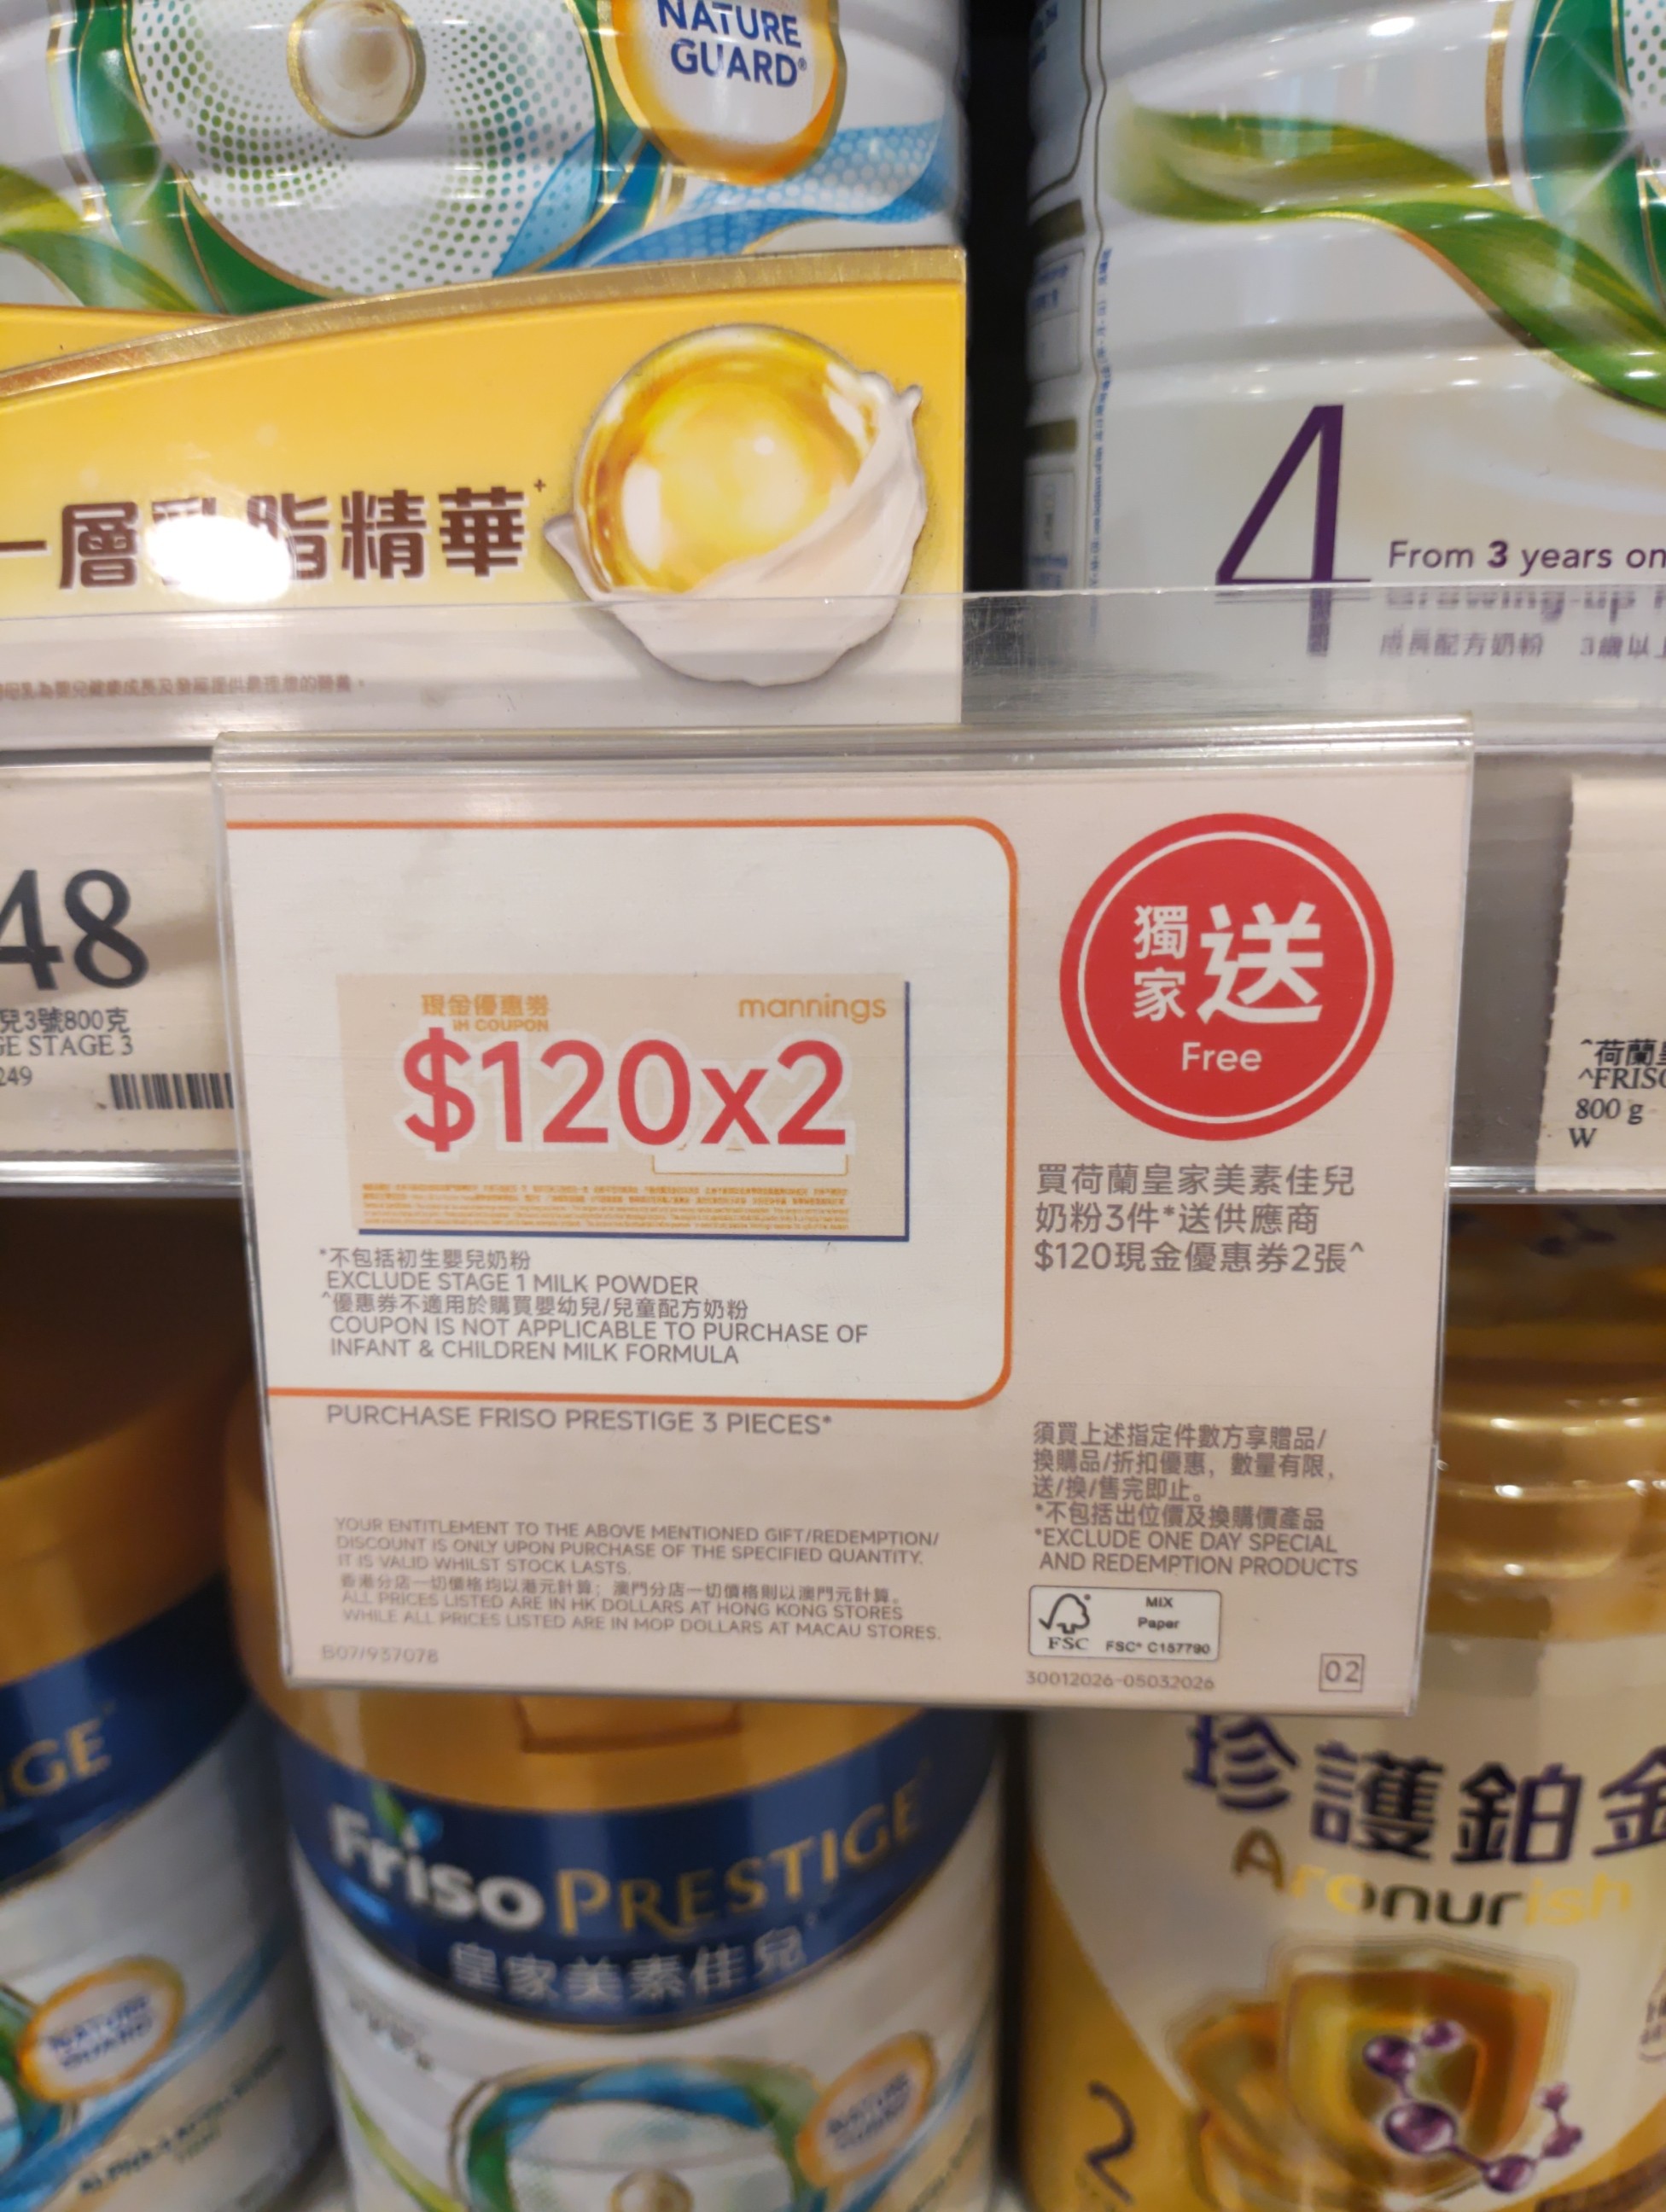 NATURE
GUARD®
一層乳脂精華+
4
From 3 years on
成長配方奶粉 3歲以上
48
兒3號800克
GE STAGE 3
249
現金優惠券
IN COUPON
mannings
$120x2
*不包括初生嬰兒奶粉
EXCLUDE STAGE 1 MILK POWDER
^優惠券不適用於購買嬰幼兒/兒童配方奶粉
COUPON IS NOT APPLICABLE TO PURCHASE OF
INFANT & CHILDREN MILK FORMULA
PURCHASE FRISO PRESTIGE 3 PIECES*
YOUR ENTITLEMENT TO THE ABOVE MENTIONED GIFT/REDEMPTION/
DISCOUNT IS ONLY UPON PURCHASE OF THE SPECIFIED QUANTITY.
IT IS VALID WHILST STOCK LASTS.
香港分店一切價格均以港元計算；澳門分店一切價格則以澳門元計算。
ALL PRICES LISTED ARE IN HK DOLLARS AT HONG KONG STORES
WHILE ALL PRICES LISTED ARE IN MOP DOLLARS AT MACAU STORES.
B07/937078
獨家送
Free
買荷蘭皇家美素佳兒
奶粉3件*送供應商
$120現金優惠券2張^
須買上述指定件數方享贈品/
換購品/折扣優惠，數量有限，
送/換/售完即止。
*不包括出位價及換購價產品
*EXCLUDE ONE DAY SPECIAL
AND REDEMPTION PRODUCTS
FSC
MIX
Paper
FSC® C157790
30012026-05032026
02
^荷蘭
^FRISO
800 g
W
GE
Friso PRESTIGE
皇家美素佳兒
NATURE
GUARD
珍護鉑金
Aronurish
2